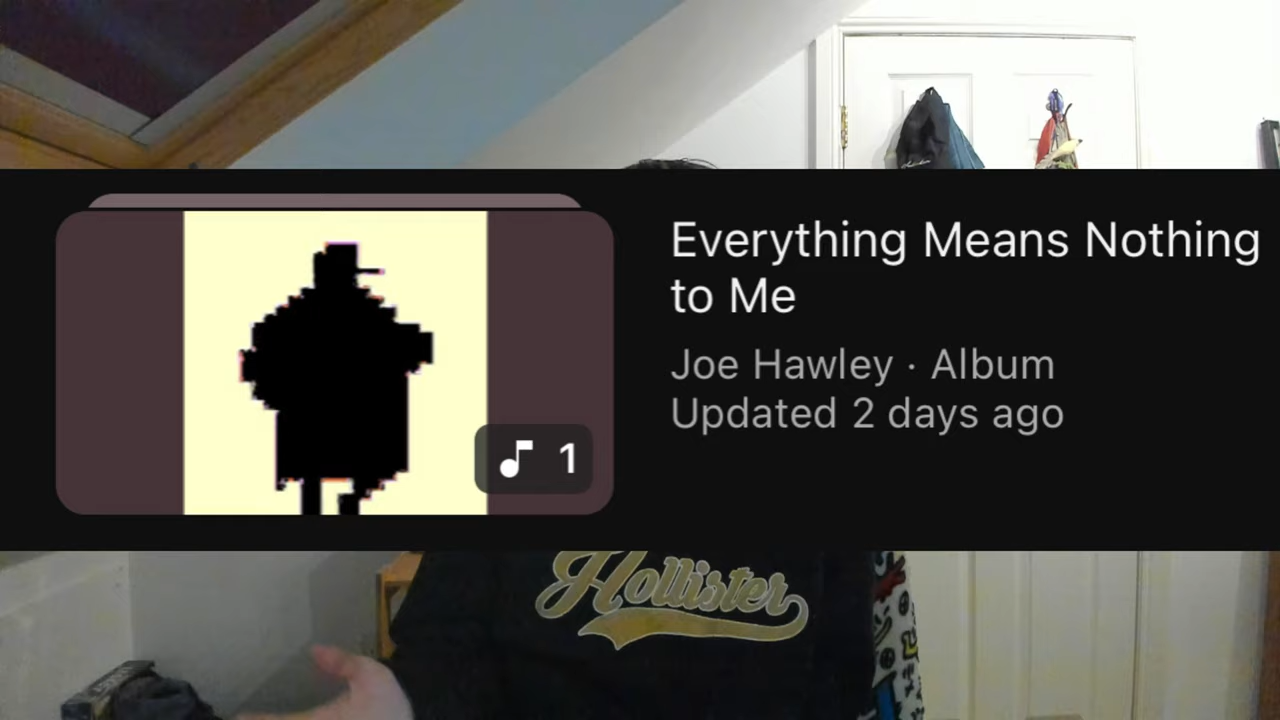 Everything Means Nothing
to Me
Joe Hawley · Album
Updated 2 days ago
1
Hollister